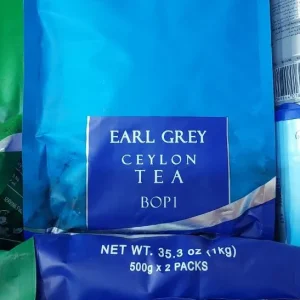 EARL GREY
CEYLON
TEA
BOP1
NET WT. 35.3 oz (1kg)
500g x 2 PACKS